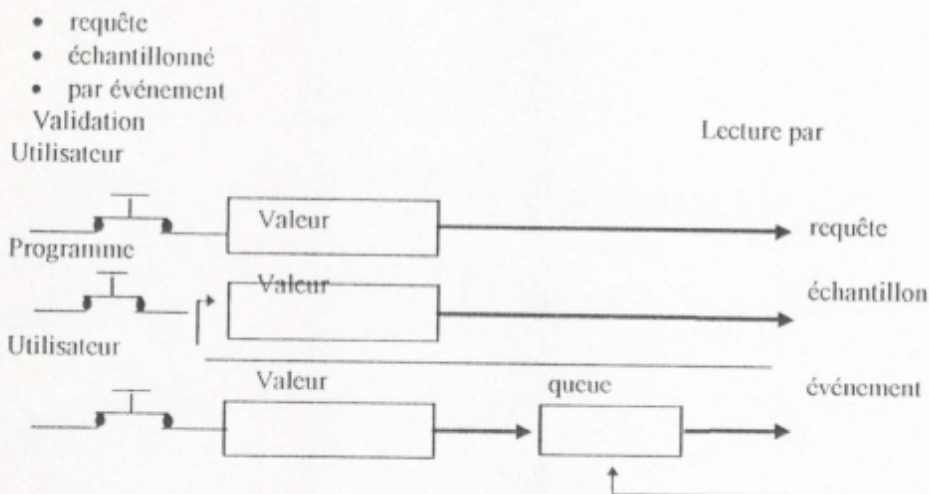 • requête
• échantillonné
• par événement
Validation
Lecture par
Utilisateur
Valeur
requête
Programme
Valeur
échantillon
Utilisateur
Valeur
queue
événement